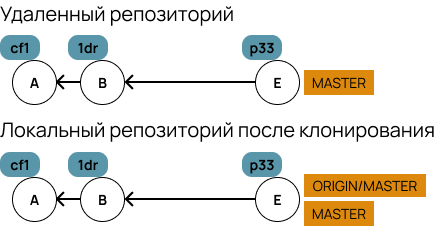 Удаленный репозиторий
cf1 1dr p33
A B E MASTER
Локальный репозиторий после клонирования
cf1 1dr p33
ORIGIN/MASTER
A B E
MASTER